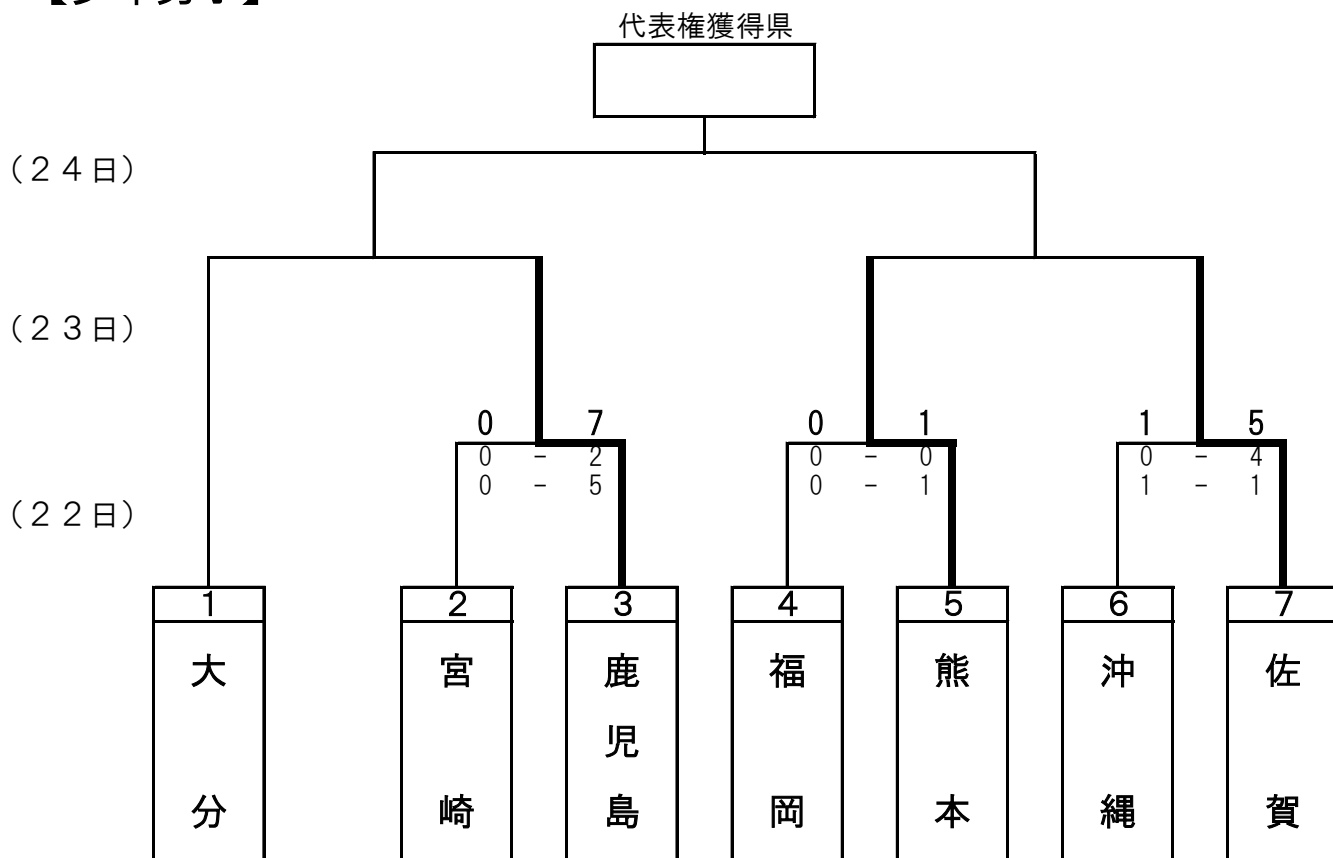 代表権獲得県
（２４日）
（２３日）
0 7 0 1 1 5
0 - 2 0 - 0 0 - 4
0 - 5 0 - 1 1 - 1
（２２日）
1 2 3 4 5 6 7
大分
宮崎
鹿児島
福岡
熊本
沖縄
佐賀